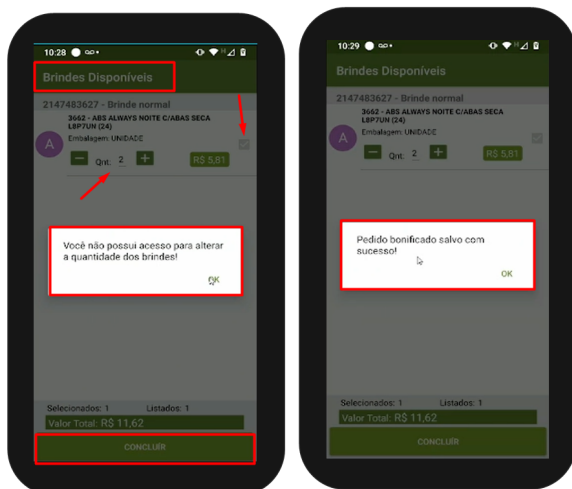 10:28
Brindes Disponíveis
2147483627 - Brinde normal
3662 - ABS ALWAYS NOITE C/ABAS SECA
L8P7UN (24)
Embalagem: UNIDADE
A
Qnt: 2
R$ 5,81
Você não possui acesso para alterar
a quantidade dos brindes!
OK
Selecionados: 1 Listados: 1
Valor Total: R$ 11,62
CONCLUÍR
10:29
Brindes Disponíveis
2147483627 - Brinde normal
3662 - ABS ALWAYS NOITE C/ABAS SECA
L8P7UN (24)
Embalagem: UNIDADE
A
Qnt: 2
R$ 5,81
Pedido bonificado salvo com
sucesso!
OK
Selecionados: 1 Listados: 1
Valor Total: R$ 11,62
CONCLUÍR